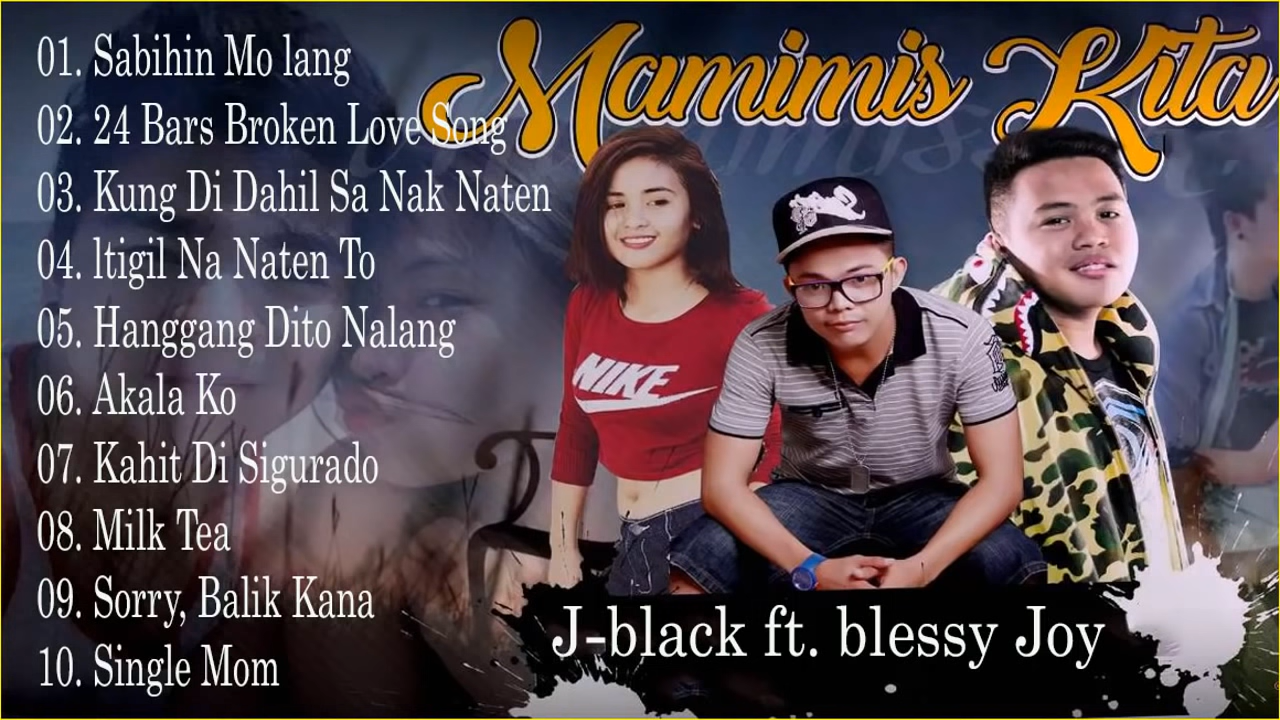 Mamimis Kita
01. Sabihin Mo lang
02. 24 Bars Broken Love Song
03. Kung Di Dahil Sa Nak Naten
04. ltigil Na Naten To
05. Hanggang Dito Nalang
06. Akala Ko
07. Kahit Di Sigurado
08. Milk Tea
09. Sorry, Balik Kana
10. Single Mom
NIKE
J-black ft. blessy Joy